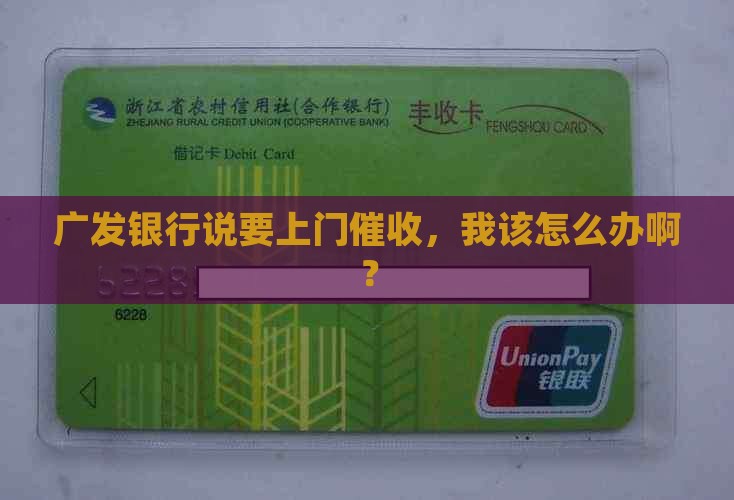 浙江省农村信用社(合作银行)
ZHEJIANG RURAL CREDIT UNION (COOPERATIVE BANK)
丰收卡
FENGSHOU CARD
借记卡 Debit Card
广发银行说要上门催收，我该怎么办啊
？
6228
6228
UnionPay
银联